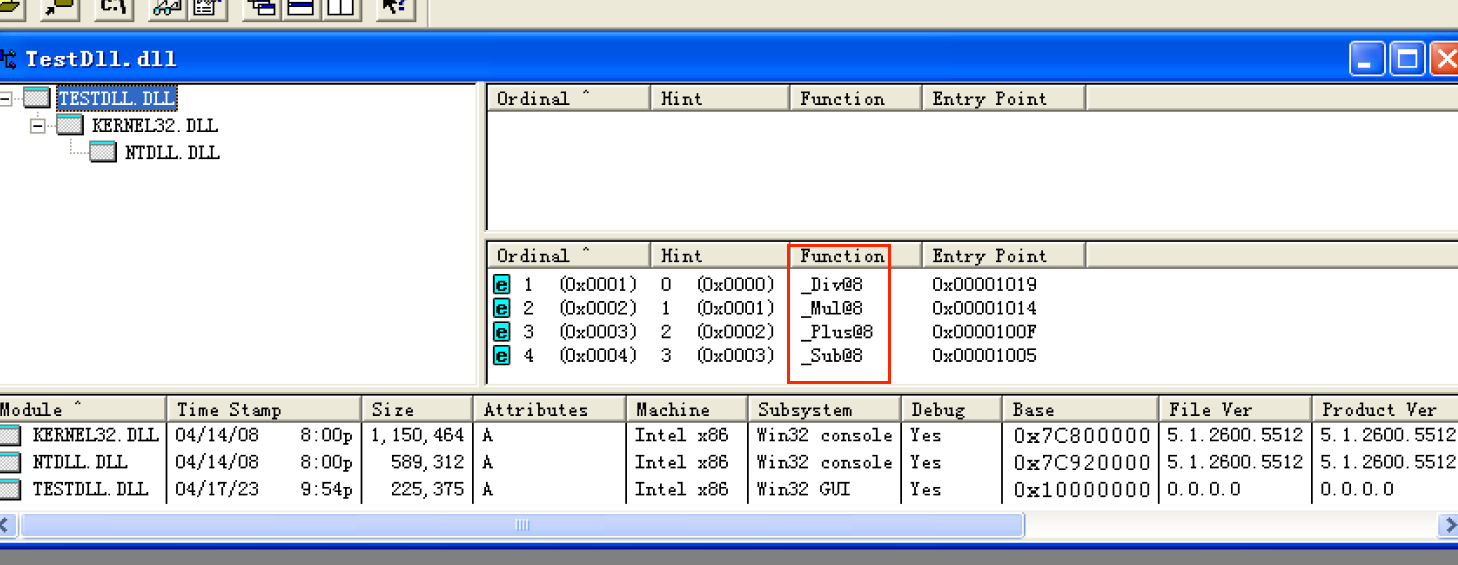 C:\
TestDll.dll
TESTDLL.DLL
KERNEL32.DLL
NTDLL.DLL
Ordinal ^ Hint Function Entry Point
Ordinal ^ Hint Function Entry Point
e 1 (0x0001) 0 (0x0000) _Div@8 0x00001019
e 2 (0x0002) 1 (0x0001) _Mul@8 0x00001014
e 3 (0x0003) 2 (0x0002) _Plus@8 0x0000100F
e 4 (0x0004) 3 (0x0003) _Sub@8 0x00001005
Module ^ Time Stamp Size Attributes Machine Subsystem Debug Base File Ver Product Ver
KERNEL32.DLL 04/14/08 8:00p 1,150,464 A Intel x86 Win32 console Yes 0x7C800000 5.1.2600.5512 5.1.2600.5512
NTDLL.DLL 04/14/08 8:00p 589,312 A Intel x86 Win32 console Yes 0x7C920000 5.1.2600.5512 5.1.2600.5512
TESTDLL.DLL 04/17/23 9:54p 225,375 A Intel x86 Win32 GUI Yes 0x10000000 0.0.0.0 0.0.0.0